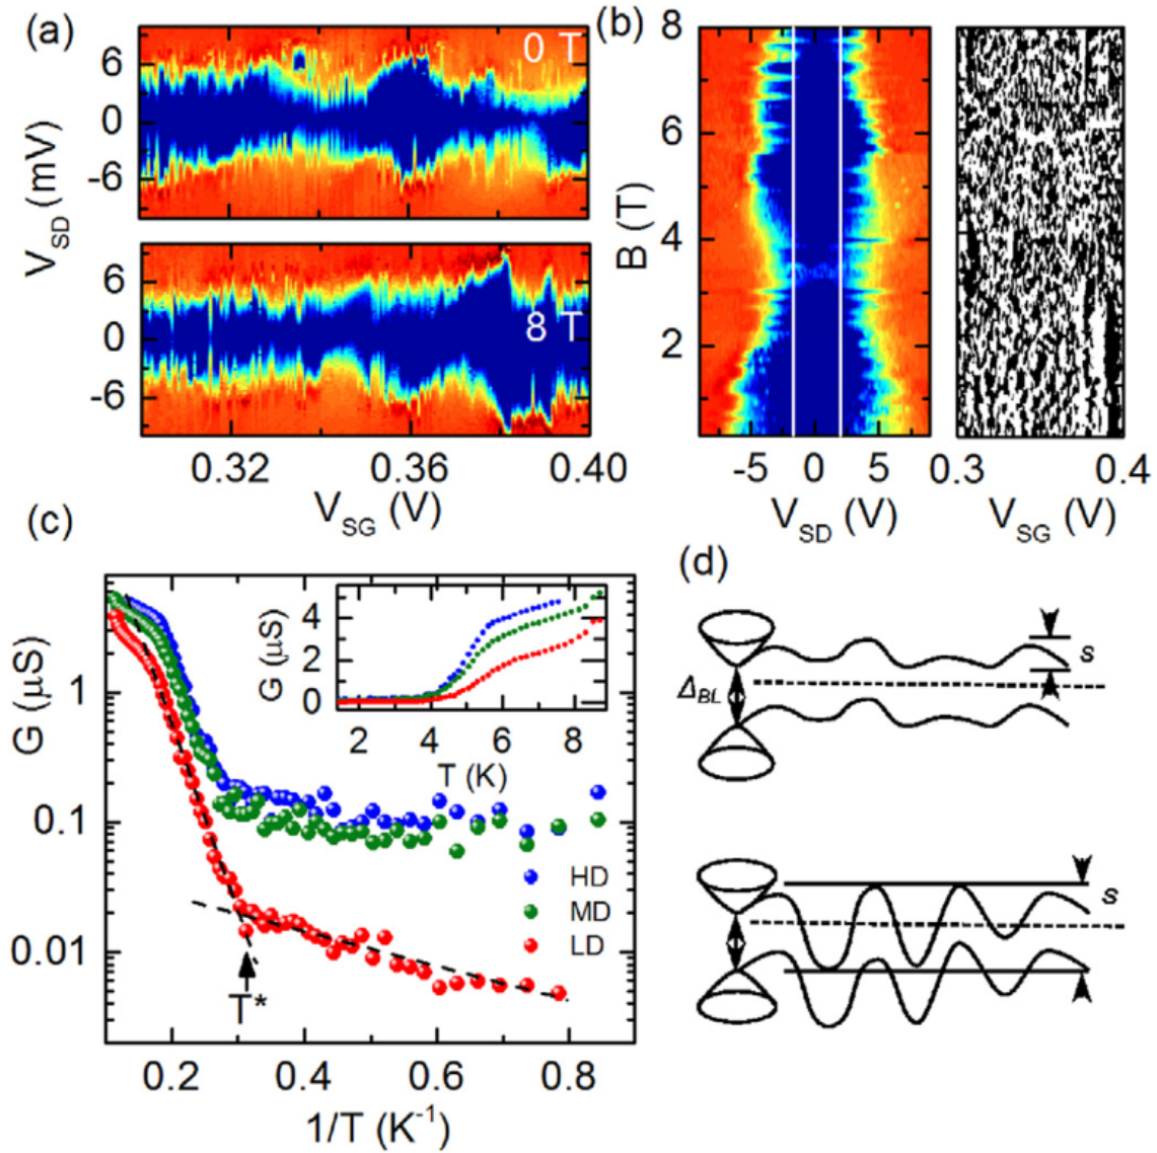 (a)
0 T
6
0
-6
8 T
6
0
-6
V_SD (mV)
0.32 0.36 0.40
V_SG (V)
(b)
8
6
4
2
B (T)
-5 0 5
V_SD (V)
0.3 0.4
V_SG (V)
(c)
G (μS)
1
0.1
0.01
0.2 0.4 0.6 0.8
1/T (K⁻¹)
T*
HD
MD
LD
G (μS)
4
2
0
2 4 6 8
T (K)
(d)
Δ_BL
s
s